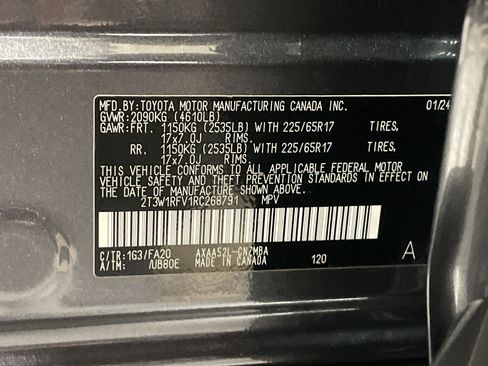 MFD.BY:TOYOTA MOTOR MANUFACTURING CANADA INC. 01/24
GVWR:2090KG (4610LB)
GAWR:FRT. 1150KG (2535LB) WITH 225/65R17 TIRES,
17x7.0J RIMS.
RR. 1150KG (2535LB) WITH 225/65R17 TIRES,
17x7.0J RIMS.
THIS VEHICLE CONFORMS TO ALL APPLICABLE FEDERAL MOTOR
VEHICLE SAFETY AND THEFT PREVENTION STANDARDS IN EFFECT ON
THE DATE OF MANUFACTURE SHOWN ABOVE.
2T3W1RFV1RC268791 MPV
C/TR:1G3/FA20 AXAA52L-CNZMBA
A/TM: /UB80E MADE IN CANADA 120 A